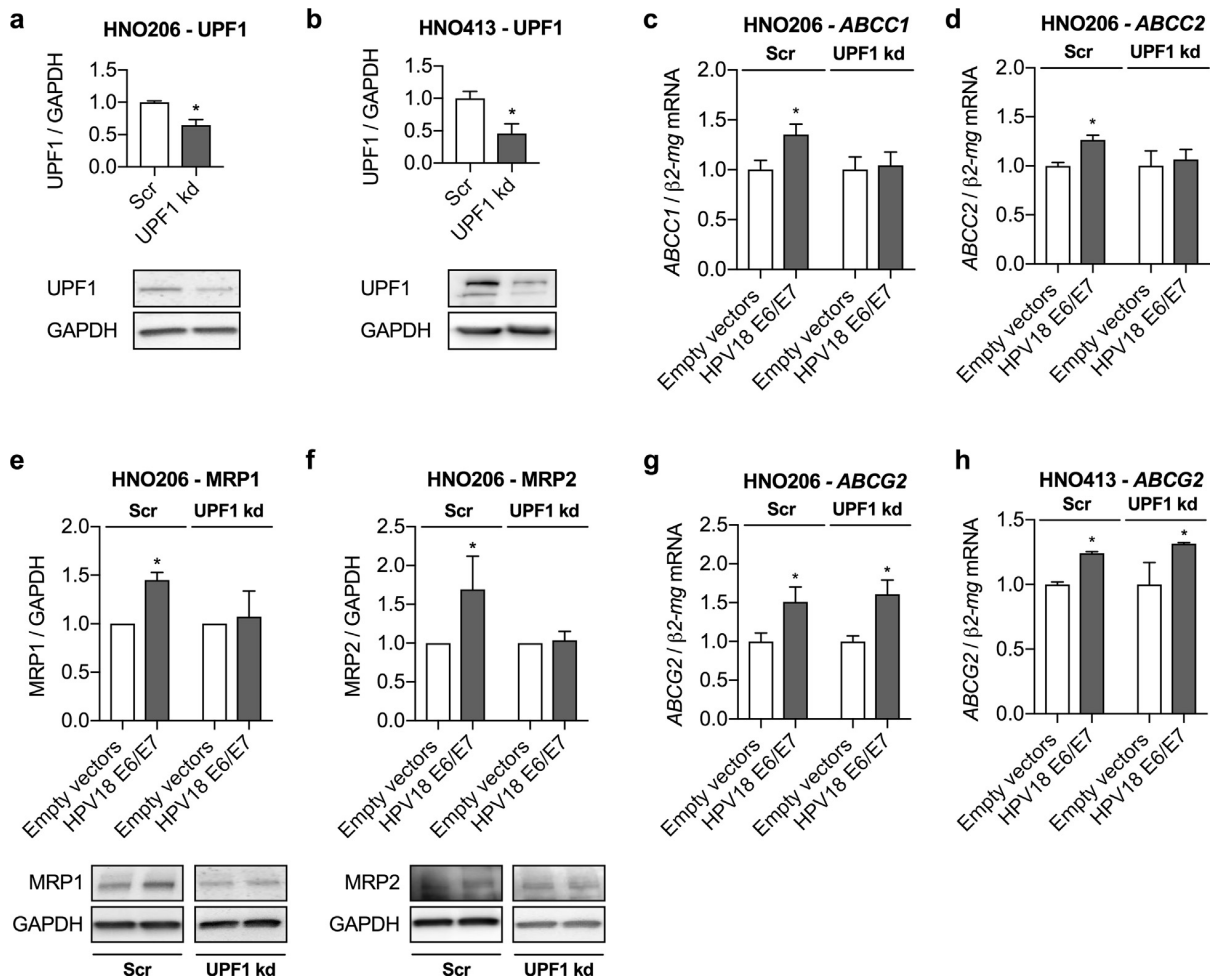 a
HNO206 - UPF1
UPF1 / GAPDH
1.5
1.0
0.5
0.0
*
Scr
UPF1 kd
UPF1
GAPDH
b
HNO413 - UPF1
UPF1 / GAPDH
1.5
1.0
0.5
0.0
*
Scr
UPF1 kd
UPF1
GAPDH
c
HNO206 - ABCC1
Scr UPF1 kd
ABCC1 / β2-mg mRNA
2.0
1.5
1.0
0.5
0.0
*
Empty vectors
HPV18 E6/E7
Empty vectors
HPV18 E6/E7
d
HNO206 - ABCC2
Scr UPF1 kd
ABCC2 / β2-mg mRNA
2.0
1.5
1.0
0.5
0.0
*
Empty vectors
HPV18 E6/E7
Empty vectors
HPV18 E6/E7
e
HNO206 - MRP1
Scr UPF1 kd
MRP1 / GAPDH
2.0
1.5
1.0
0.5
0.0
*
Empty vectors
HPV18 E6/E7
Empty vectors
HPV18 E6/E7
MRP1
GAPDH
Scr UPF1 kd
f
HNO206 - MRP2
Scr UPF1 kd
MRP2 / GAPDH
2.5
2.0
1.5
1.0
0.5
0.0
*
Empty vectors
HPV18 E6/E7
Empty vectors
HPV18 E6/E7
MRP2
GAPDH
Scr UPF1 kd
g
HNO206 - ABCG2
Scr UPF1 kd
ABCG2 / β2-mg mRNA
2.5
2.0
1.5
1.0
0.5
0.0
* *
Empty vectors
HPV18 E6/E7
Empty vectors
HPV18 E6/E7
h
HNO413 - ABCG2
Scr UPF1 kd
ABCG2 / β2-mg mRNA
1.5
1.0
0.5
0.0
* *
Empty vectors
HPV18 E6/E7
Empty vectors
HPV18 E6/E7